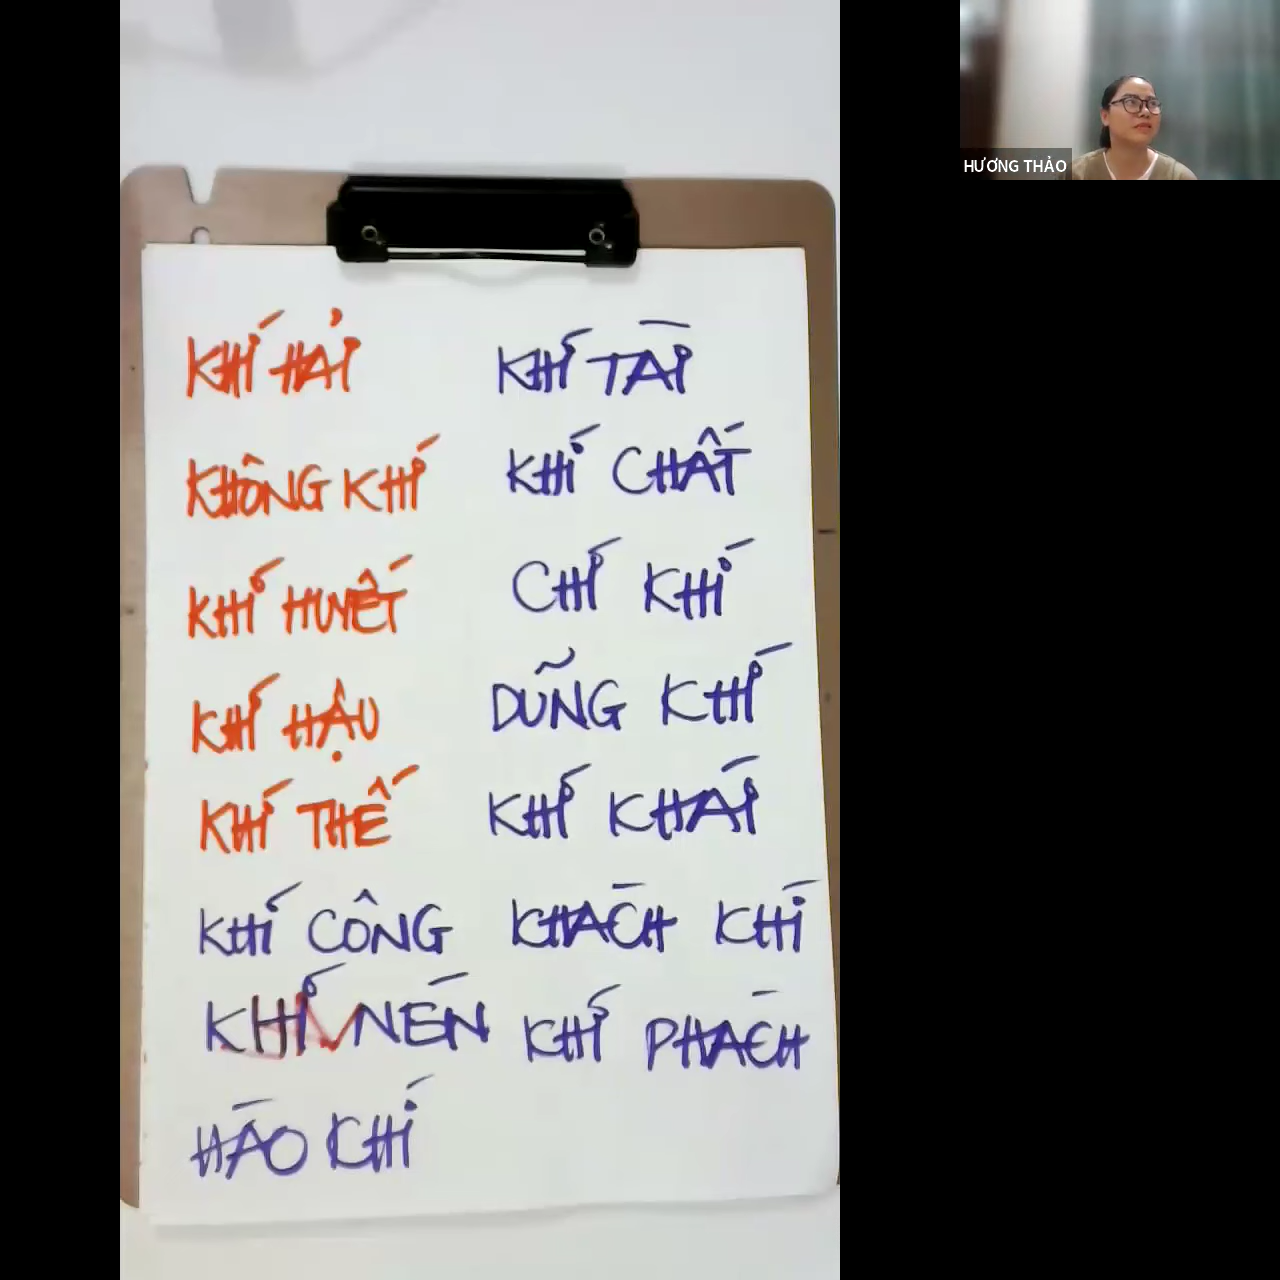 KHÍ HẢI
KHÔNG KHÍ
KHÍ HUYẾT
KHÍ HẬU
KHÍ THẾ
KHÍ CÔNG
KHÍ NÉN
HÀO KHÍ
KHÍ TÀI
KHÍ CHẤT
CHÍ KHÍ
DŨNG KHÍ
KHÍ KHÁI
KHÁCH KHÍ
KHÍ PHÁCH
HƯƠNG THẢO